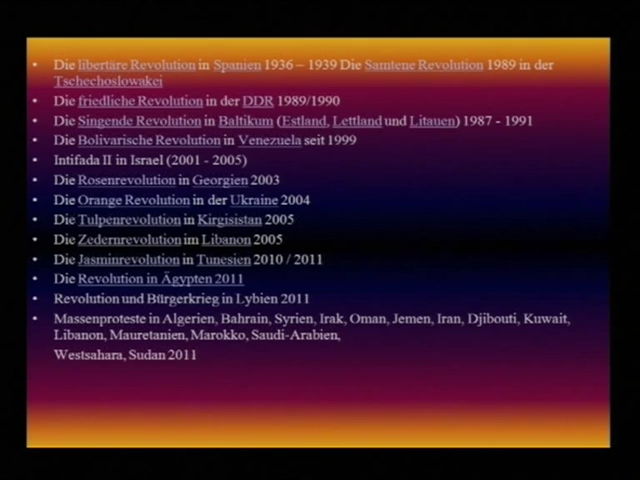 • Die libertäre Revolution in Spanien 1936 – 1939 Die Samtene Revolution 1989 in der
Tschechoslowakei
• Die friedliche Revolution in der DDR 1989/1990
• Die Singende Revolution in Baltikum (Estland, Lettland und Litauen) 1987 - 1991
• Die Bolivarische Revolution in Venezuela seit 1999
• Intifada II in Israel (2001 - 2005)
• Die Rosenrevolution in Georgien 2003
• Die Orange Revolution in der Ukraine 2004
• Die Tulpenrevolution in Kirgisistan 2005
• Die Zedernrevolution im Libanon 2005
• Die Jasminrevolution in Tunesien 2010 / 2011
• Die Revolution in Ägypten 2011
• Revolution und Bürgerkrieg in Lybien 2011
• Massenproteste in Algerien, Bahrain, Syrien, Irak, Oman, Jemen, Iran, Djibouti, Kuwait,
Libanon, Mauretanien, Marokko, Saudi-Arabien,
Westsahara, Sudan 2011